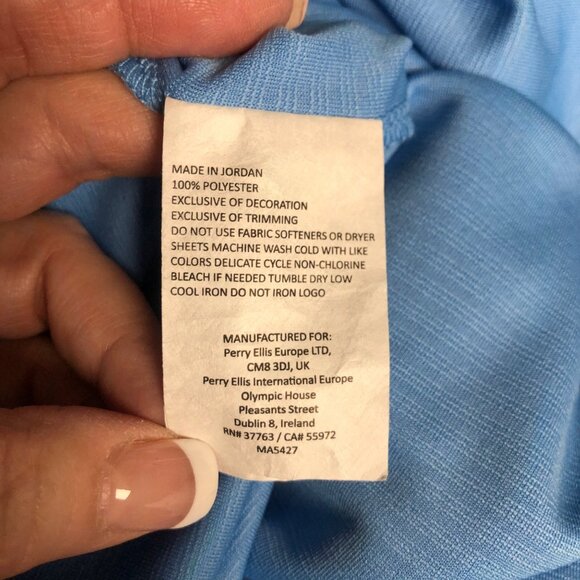 MADE IN JORDAN
100% POLYESTER
EXCLUSIVE OF DECORATION
EXCLUSIVE OF TRIMMING
DO NOT USE FABRIC SOFTENERS OR DRYER
SHEETS MACHINE WASH COLD WITH LIKE
COLORS DELICATE CYCLE NON-CHLORINE
BLEACH IF NEEDED TUMBLE DRY LOW
COOL IRON DO NOT IRON LOGO
MANUFACTURED FOR:
Perry Ellis Europe LTD,
CM8 3DJ, UK
Perry Ellis International Europe
Olympic House
Pleasants Street
Dublin 8, Ireland
RN# 37763 / CA# 55972
MA5427